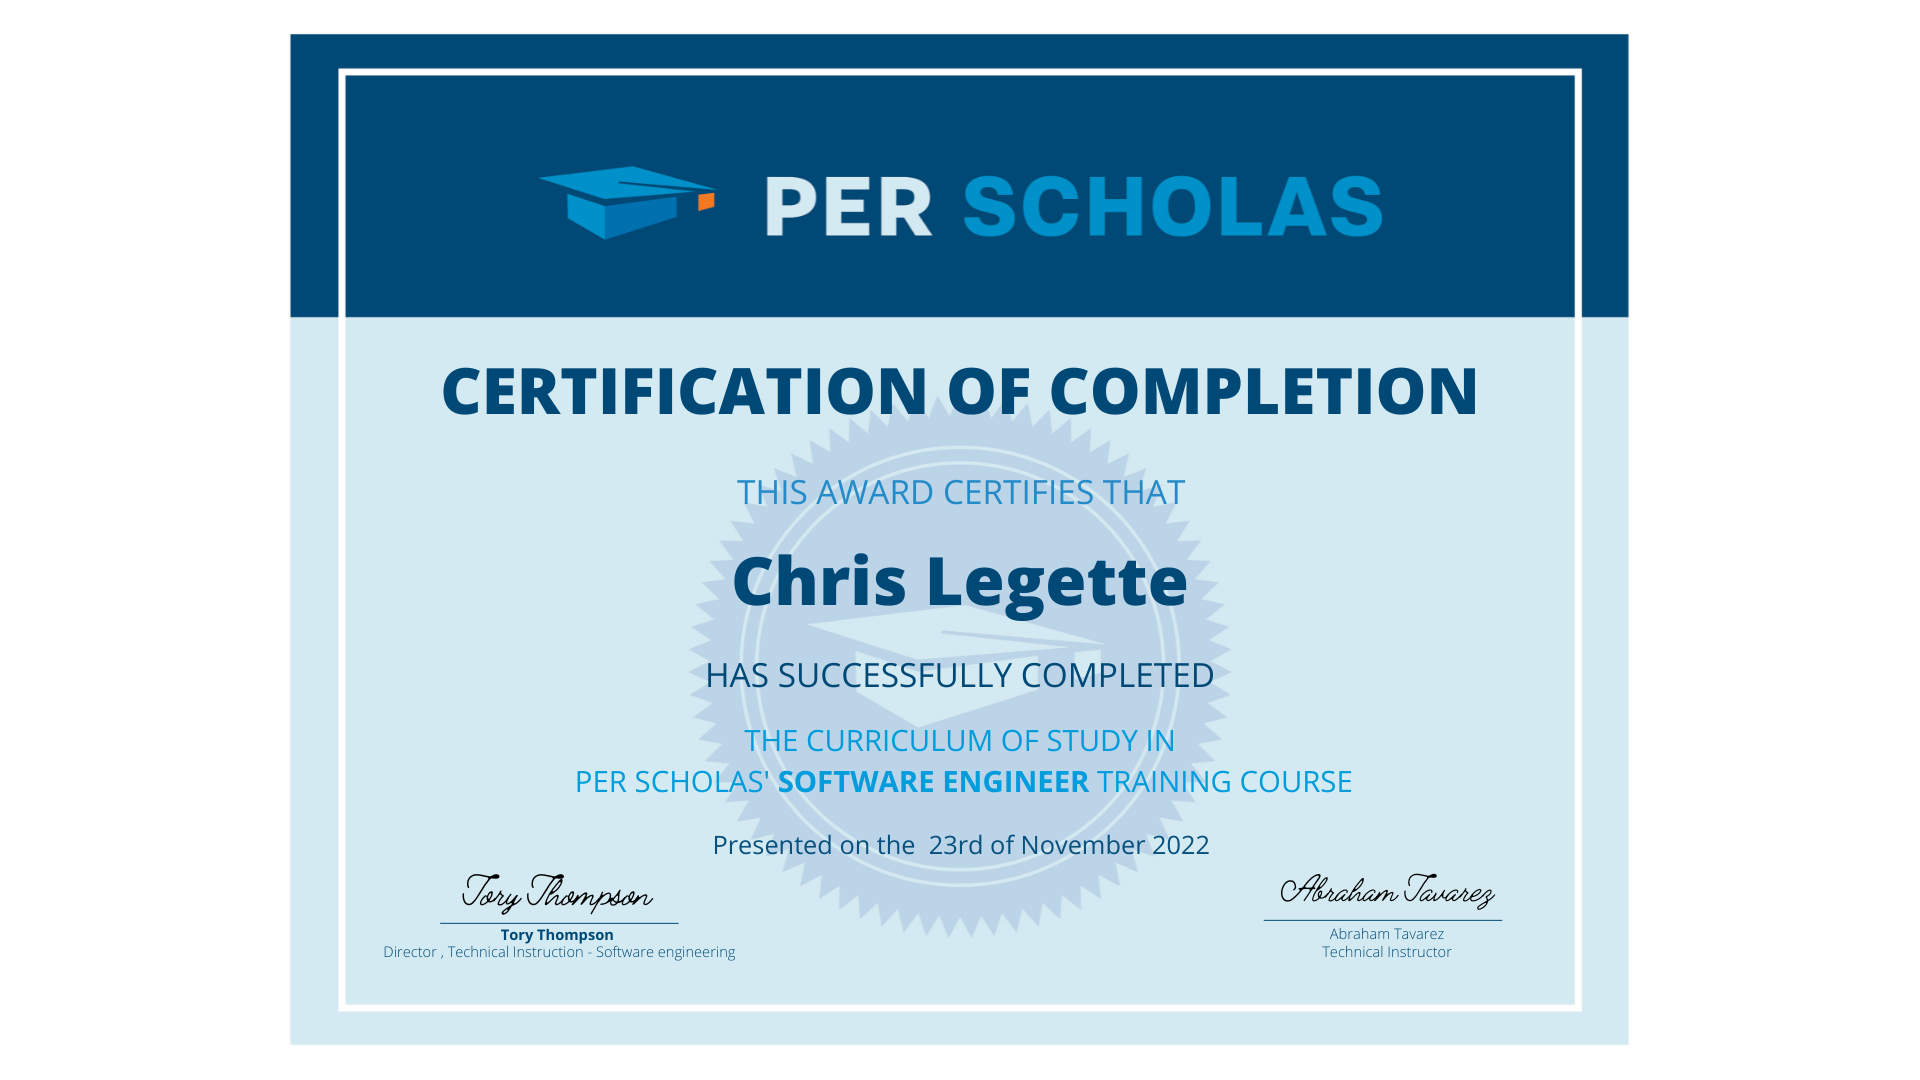 PER SCHOLAS
CERTIFICATION OF COMPLETION
THIS AWARD CERTIFIES THAT
Chris Legette
HAS SUCCESSFULLY COMPLETED
THE CURRICULUM OF STUDY IN
PER SCHOLAS' SOFTWARE ENGINEER TRAINING COURSE
Presented on the  23rd of November 2022
Tory Thompson
Tory Thompson
Director , Technical Instruction - Software engineering
Abraham Tavarez
Abraham Tavarez
Technical Instructor